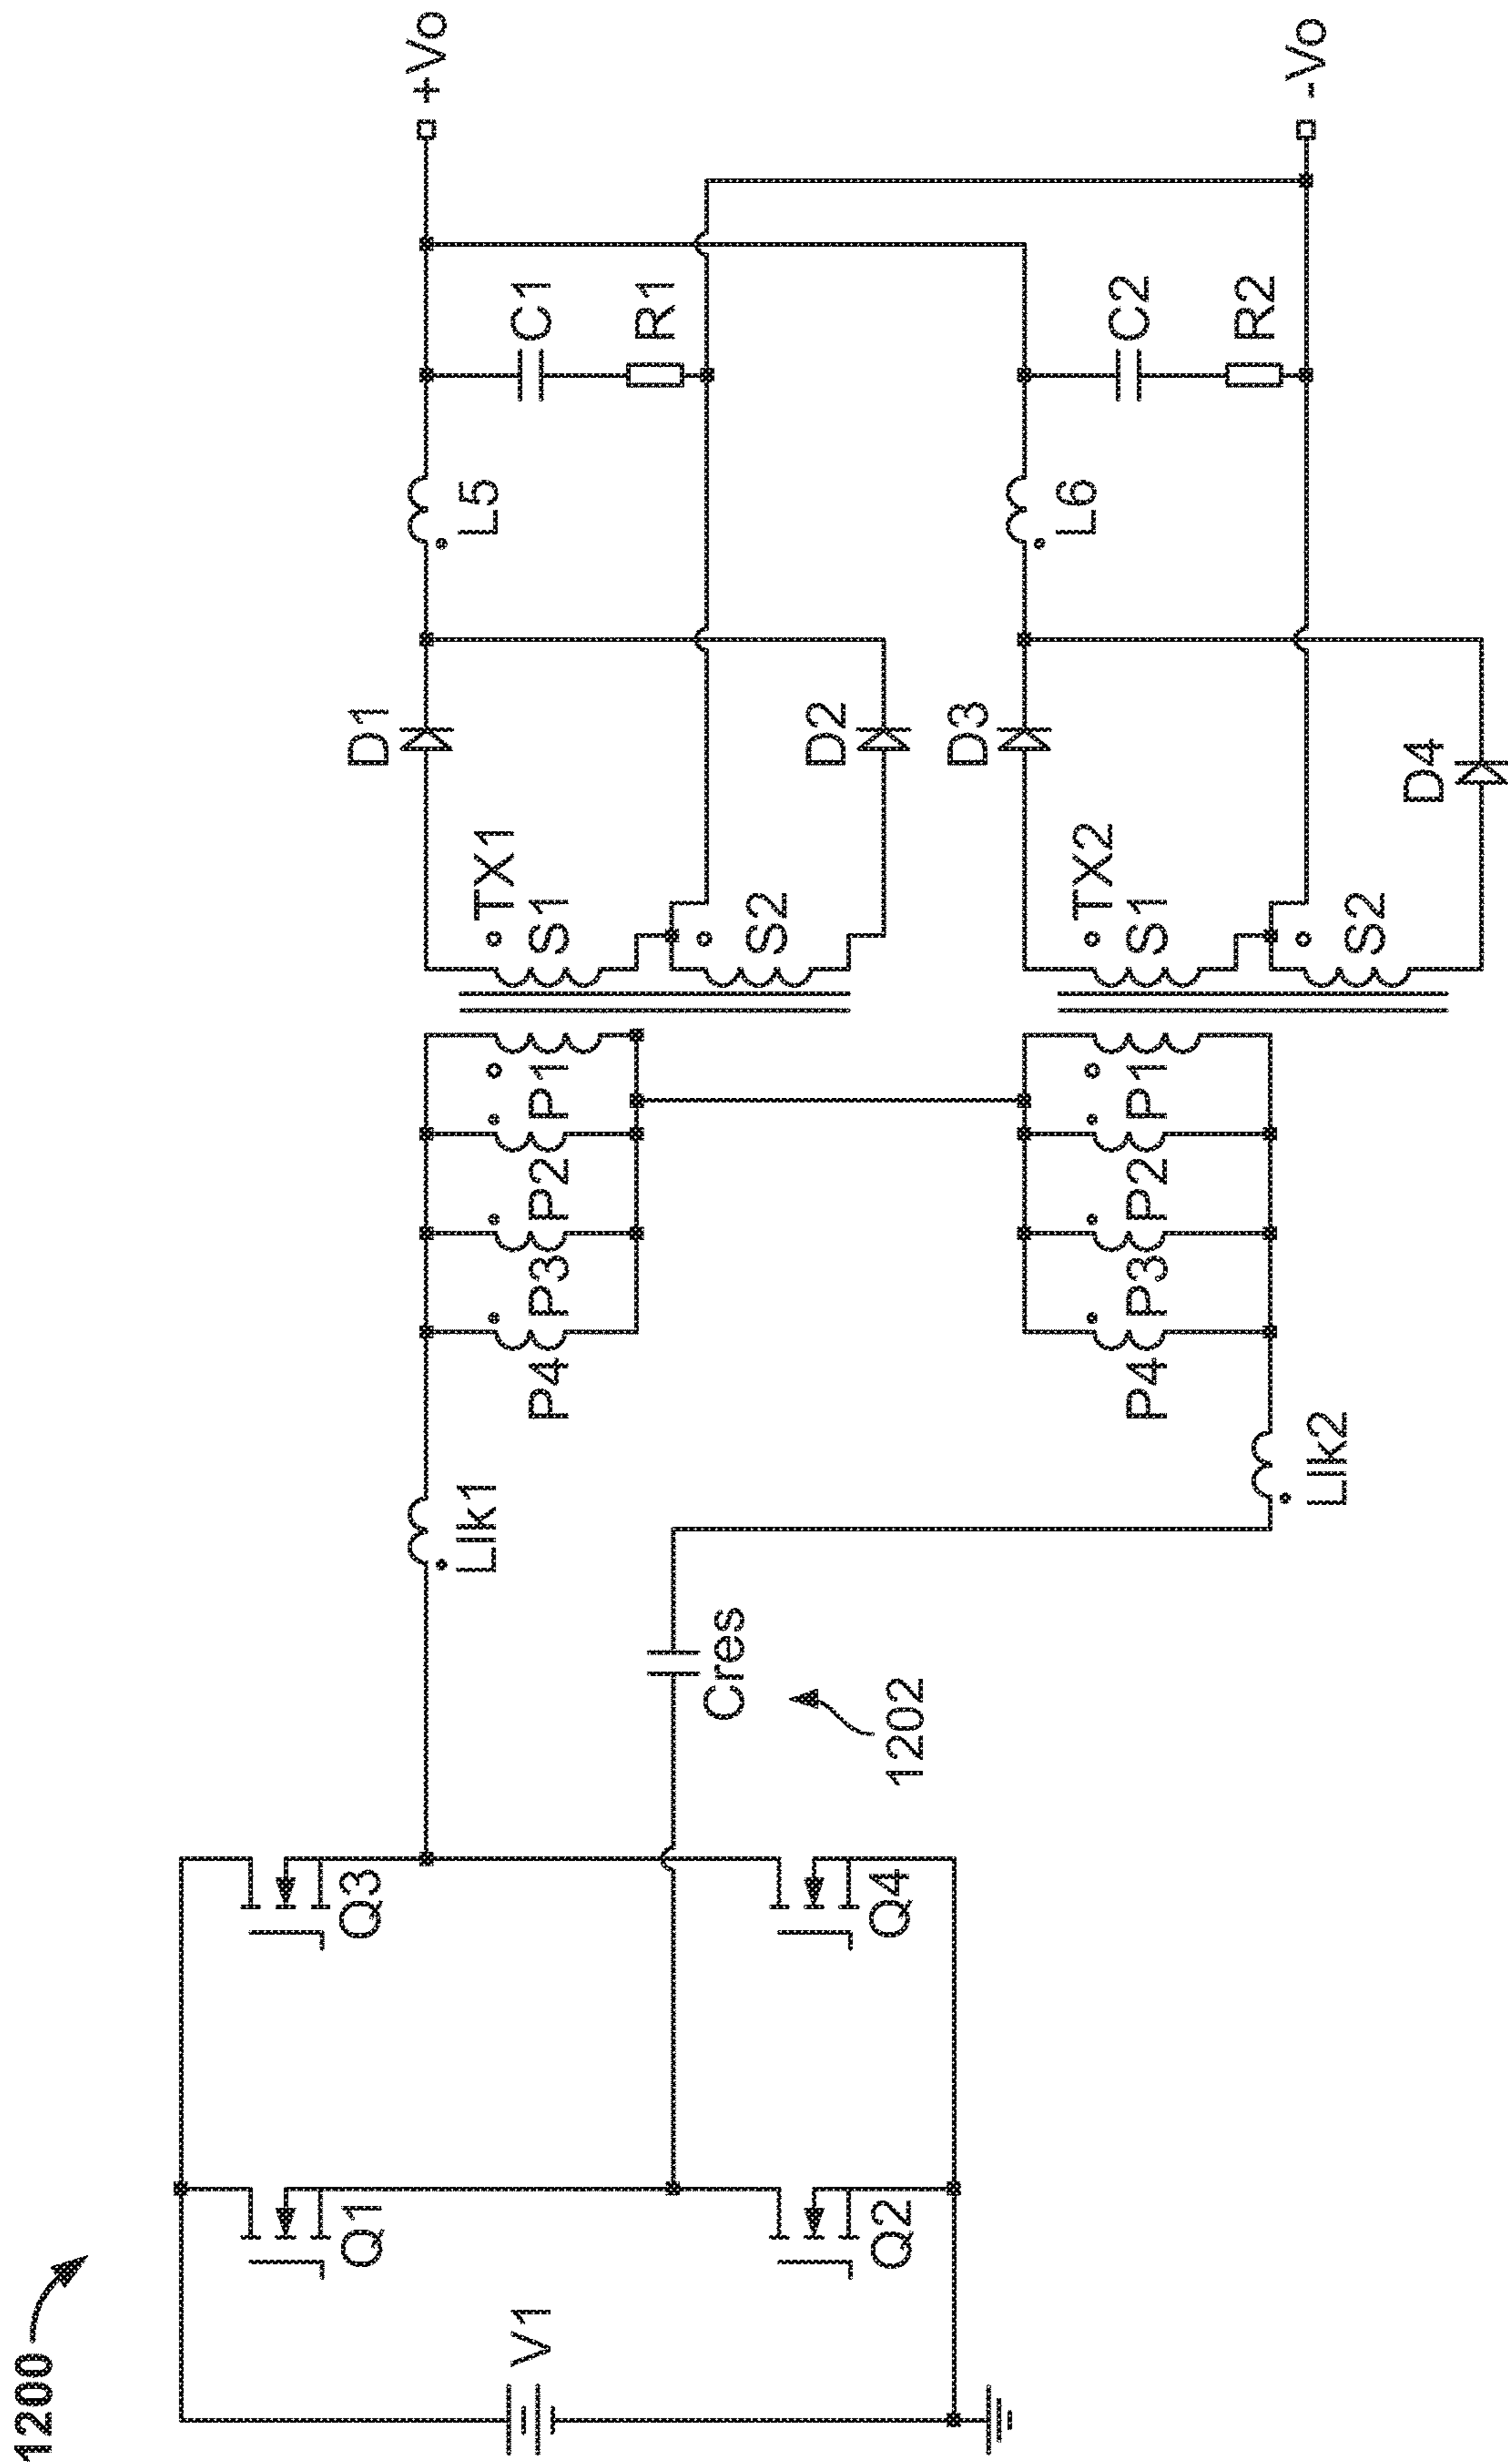 1200
V1
Q1
Q2
Q3
Q4
1202
Cres
Llk1
Llk2
P4
P3
P2
P1
P4
P3
P2
P1
TX1
S1
S2
TX2
S1
S2
D1
D2
D3
D4
L5
L6
C1
R1
C2
R2
+Vo
-Vo